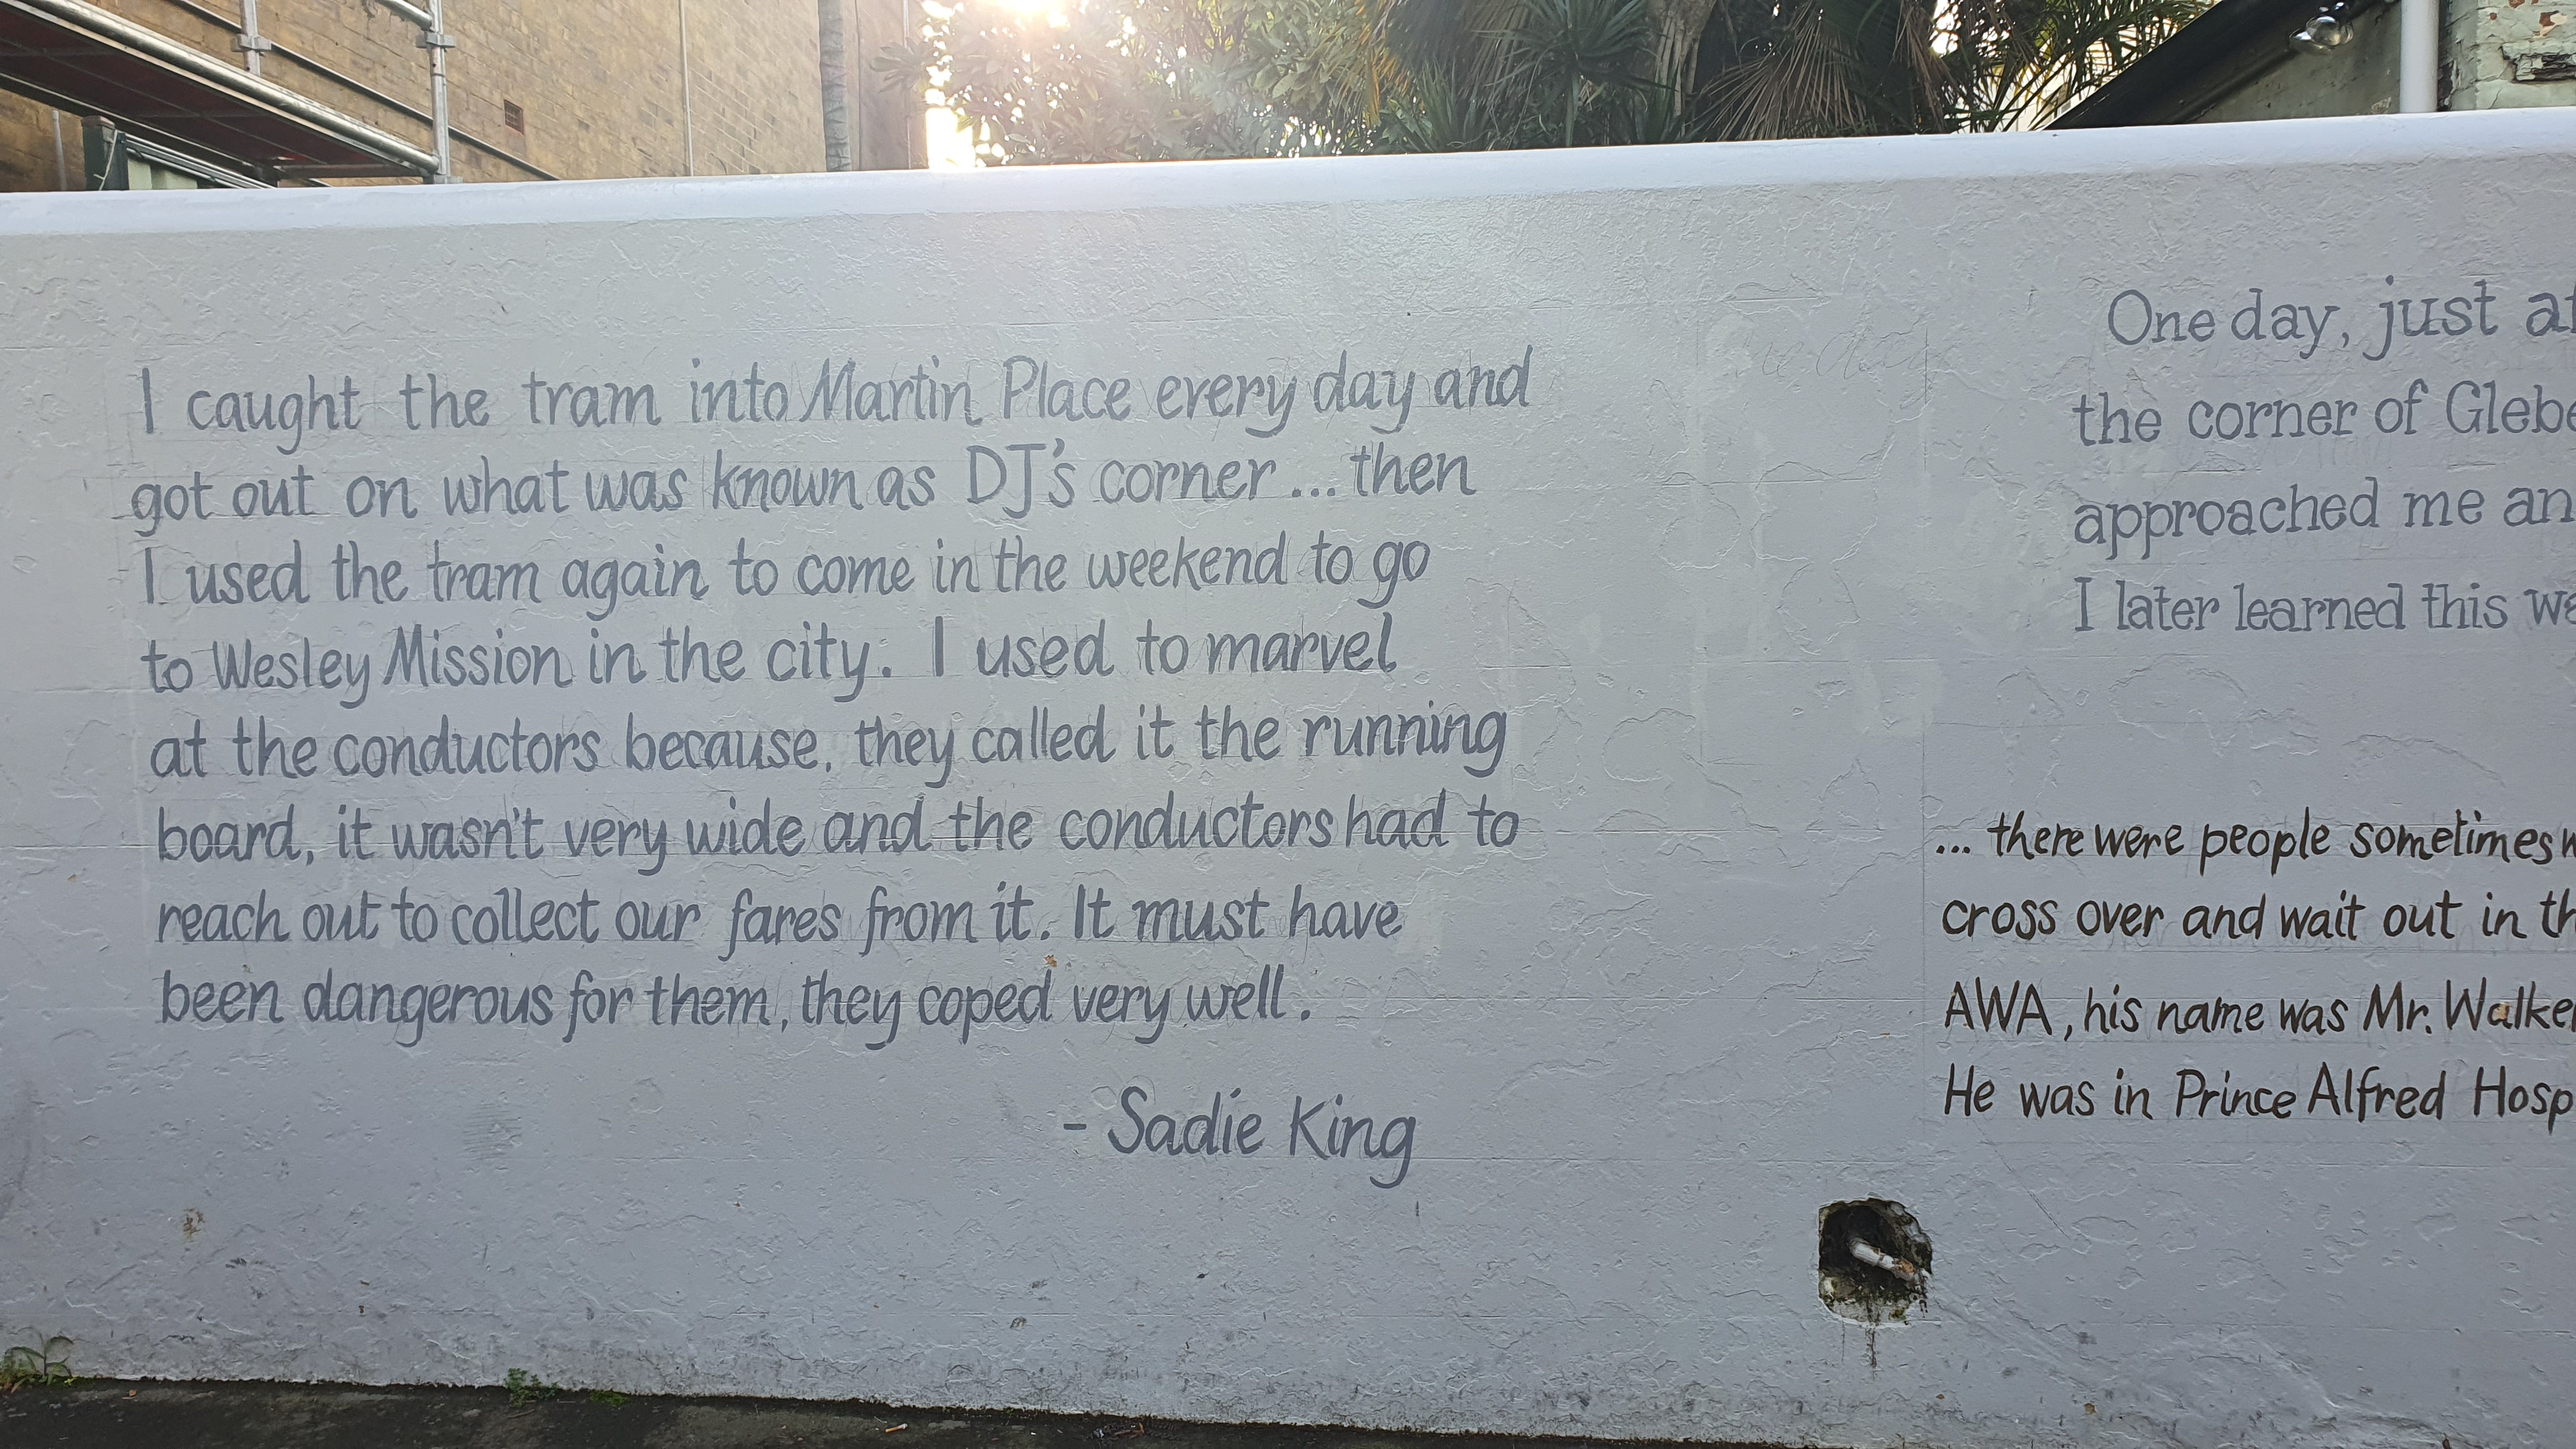 I caught the tram into Martin Place every day and
got out on what was known as DJ's corner... then
I used the tram again to come in the weekend to go
to Wesley Mission in the city. I used to marvel
at the conductors because, they called it the running
board, it wasn't very wide and the conductors had to
reach out to collect our fares from it. It must have
been dangerous for them, they coped very well.
- Sadie King
One day, just
the corner of
approached me
I later learned this
... there were people sometimes
cross over and wait out in
AWA, his name was Mr.
He was in Prince Alfred